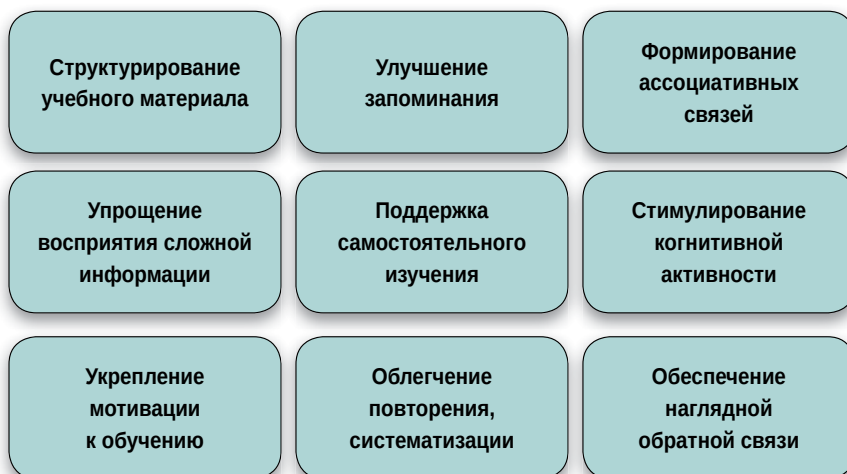 Структурирование
учебного материала
Улучшение
запоминания
Формирование
ассоциативных
связей
Упрощение
восприятия сложной
информации
Поддержка
самостоятельного
изучения
Стимулирование
когнитивной
активности
Укрепление
мотивации
к обучению
Облегчение
повторения,
систематизации
Обеспечение
наглядной
обратной связи